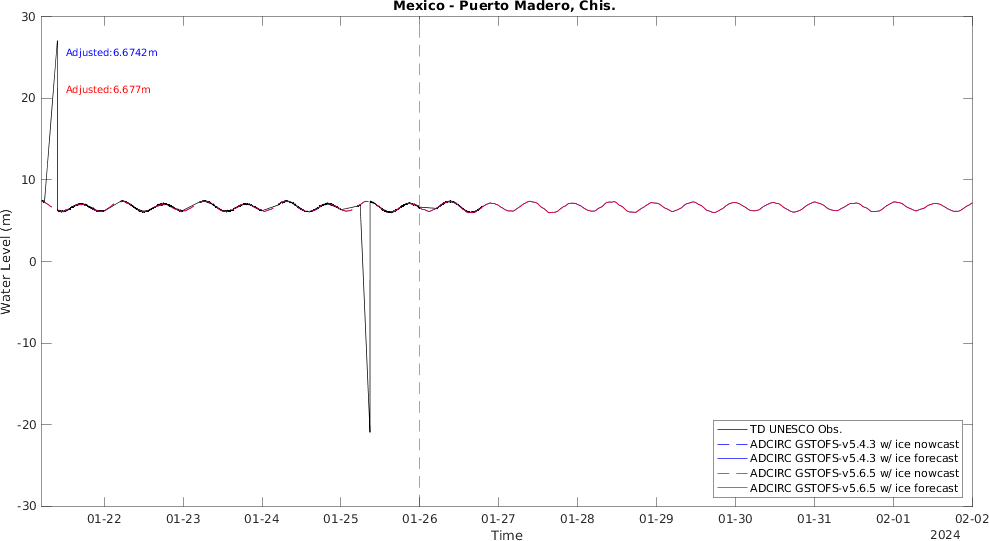 Mexico - Puerto Madero, Chis.
30
20
10
0
-10
-20
-30
Water Level (m)
Adjusted:6.6742m
Adjusted:6.677m
TD UNESCO Obs.
ADCIRC GSTOFS-v5.4.3 w/ ice nowcast
ADCIRC GSTOFS-v5.4.3 w/ ice forecast
ADCIRC GSTOFS-v5.6.5 w/ ice nowcast
ADCIRC GSTOFS-v5.6.5 w/ ice forecast
01-22 01-23 01-24 01-25 01-26 01-27 01-28 01-29 01-30 01-31 02-01 02-02
Time
2024